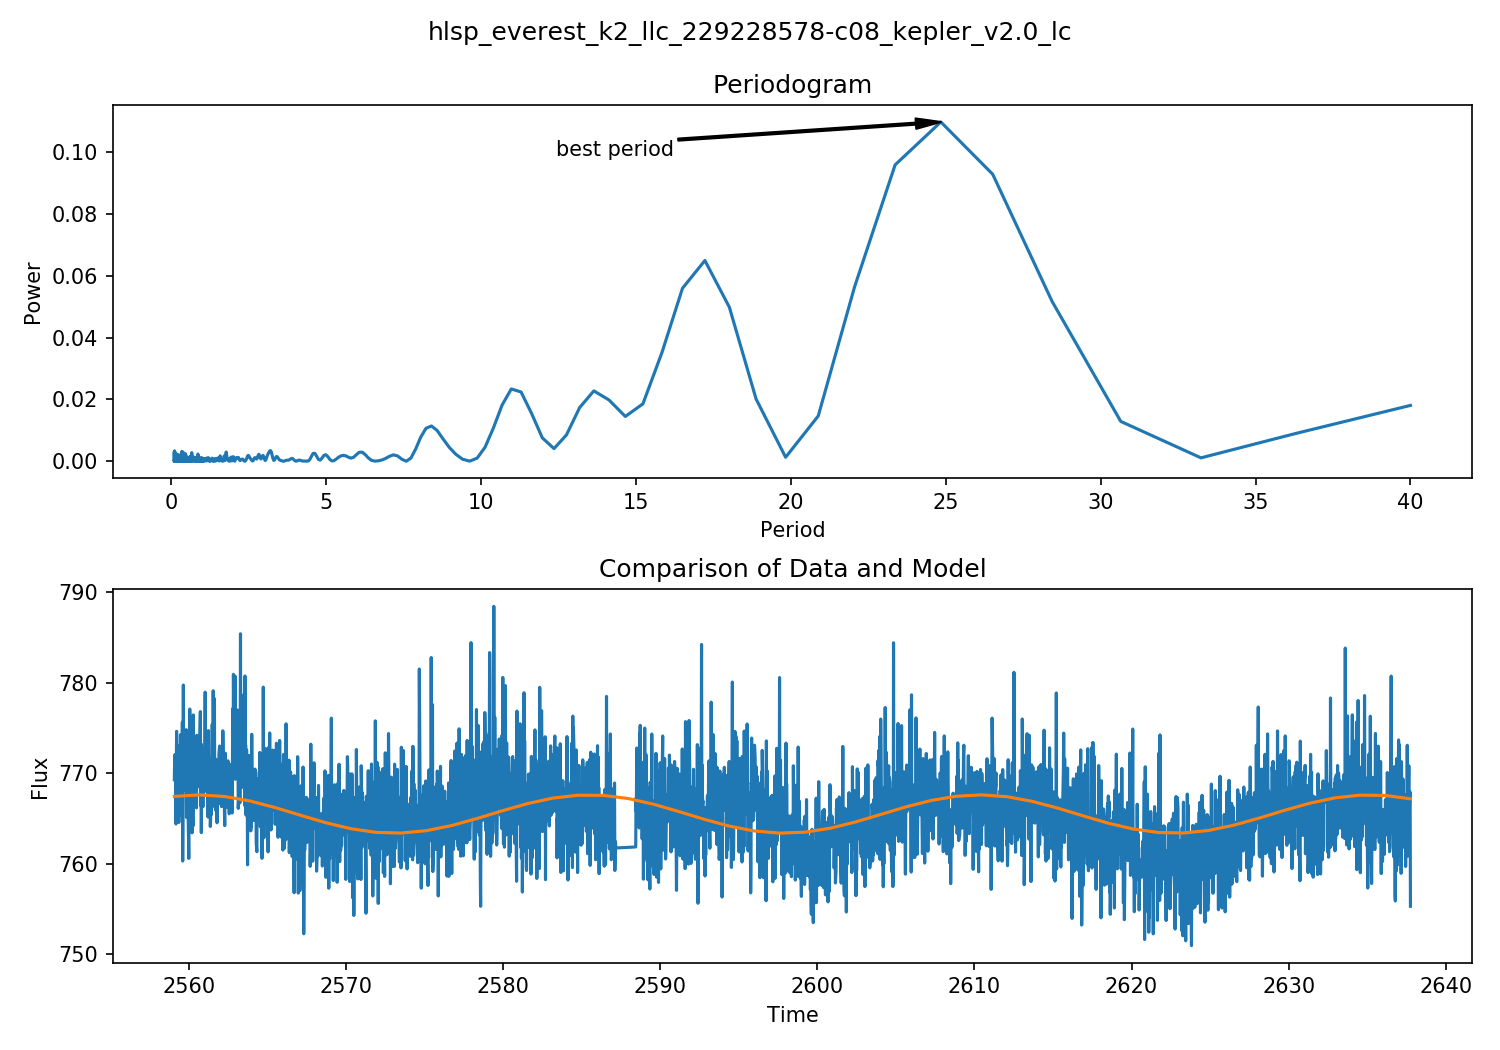 hlsp_everest_k2_llc_229228578-c08_kepler_v2.0_lc
Periodogram
best period
0.10
0.08
0.06
0.04
0.02
0.00
Power
0 5 10 15 20 25 30 35 40
Period
Comparison of Data and Model
790
780
770
760
750
Flux
2560 2570 2580 2590 2600 2610 2620 2630 2640
Time